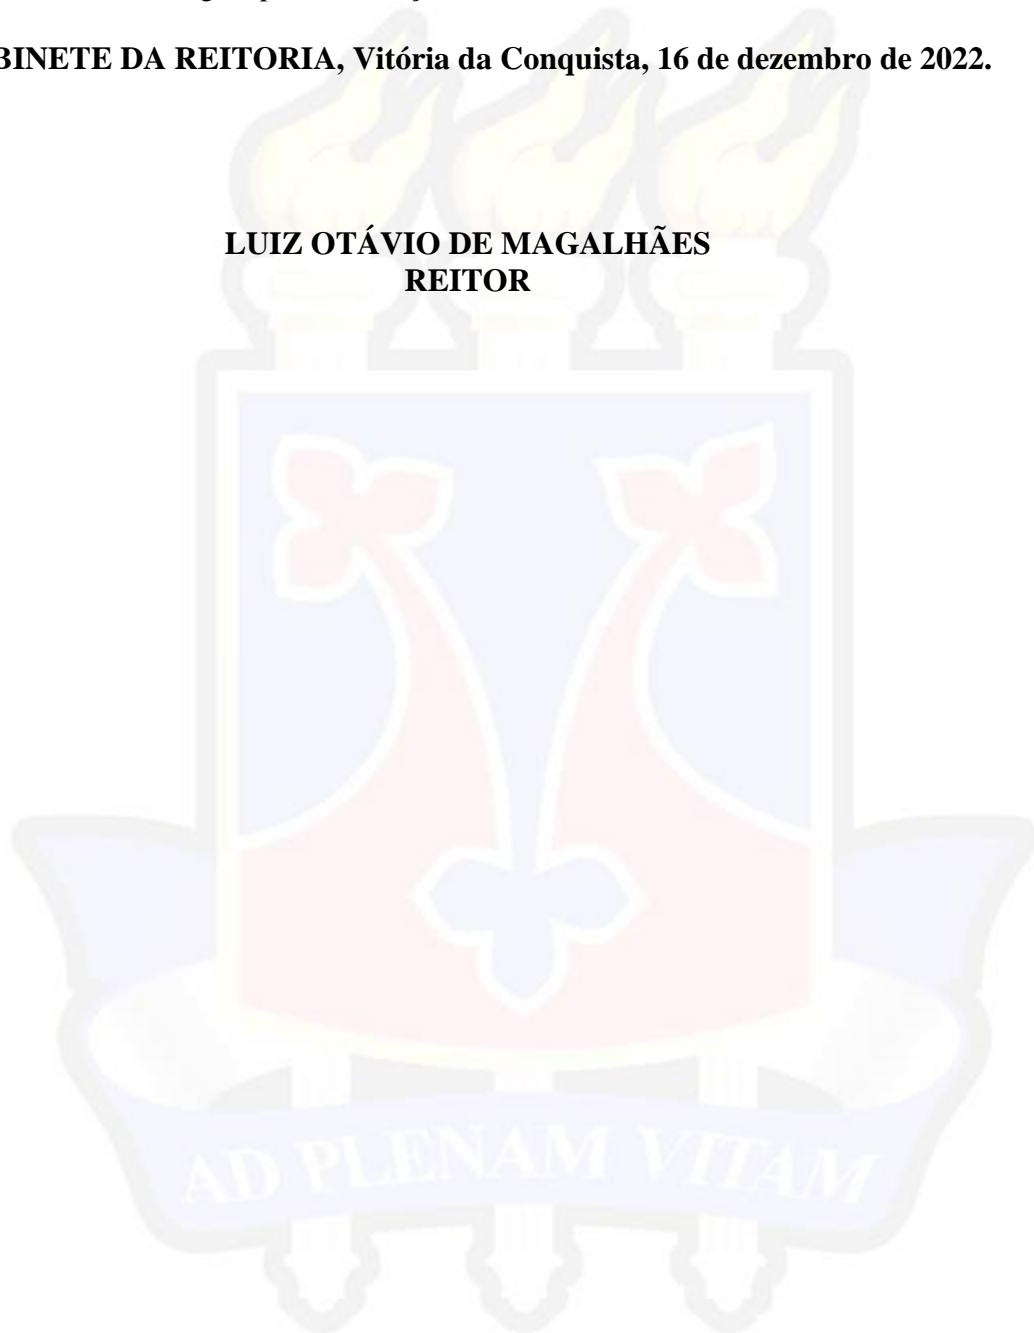 BINETE DA REITORIA, Vitória da Conquista, 16 de dezembro de 2022.
LUIZ OTÁVIO DE MAGALHÃES
REITOR
AD PLENAM VITAM